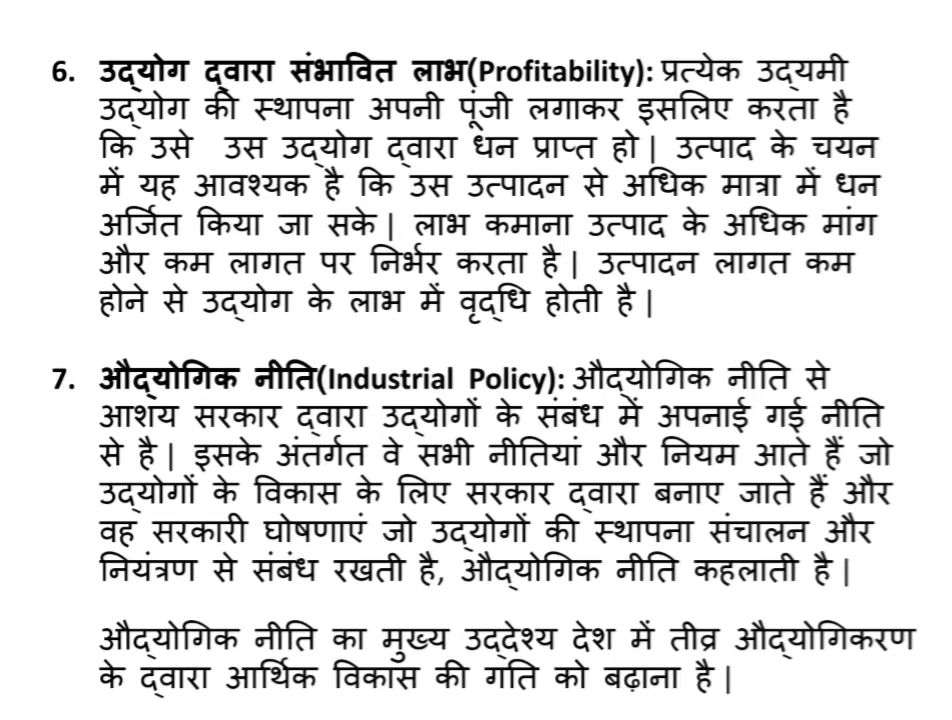 6. उद्योग द्वारा संभावित लाभ(Profitability): प्रत्येक उद्यमी
उद्योग की स्थापना अपनी पूंजी लगाकर इसलिए करता है
कि उसे उस उद्योग द्वारा धन प्राप्त हो | उत्पाद के चयन
में यह आवश्यक है कि उस उत्पादन से अधिक मात्रा में धन
अर्जित किया जा सके | लाभ कमाना उत्पाद के अधिक मांग
और कम लागत पर निर्भर करता है | उत्पादन लागत कम
होने से उद्योग के लाभ में वृद्धि होती है |
7. औद्योगिक नीति(Industrial Policy): औद्योगिक नीति से
आशय सरकार द्वारा उद्योगों के संबंध में अपनाई गई नीति
से है | इसके अंतर्गत वे सभी नीतियां और नियम आते हैं जो
उद्योगों के विकास के लिए सरकार द्वारा बनाए जाते हैं और
वह सरकारी घोषणाएं जो उद्योगों की स्थापना संचालन और
नियंत्रण से संबंध रखती है, औद्योगिक नीति कहलाती है |
औद्योगिक नीति का मुख्य उद्देश्य देश में तीव्र औद्योगिकरण
के द्वारा आर्थिक विकास की गति को बढ़ाना है |